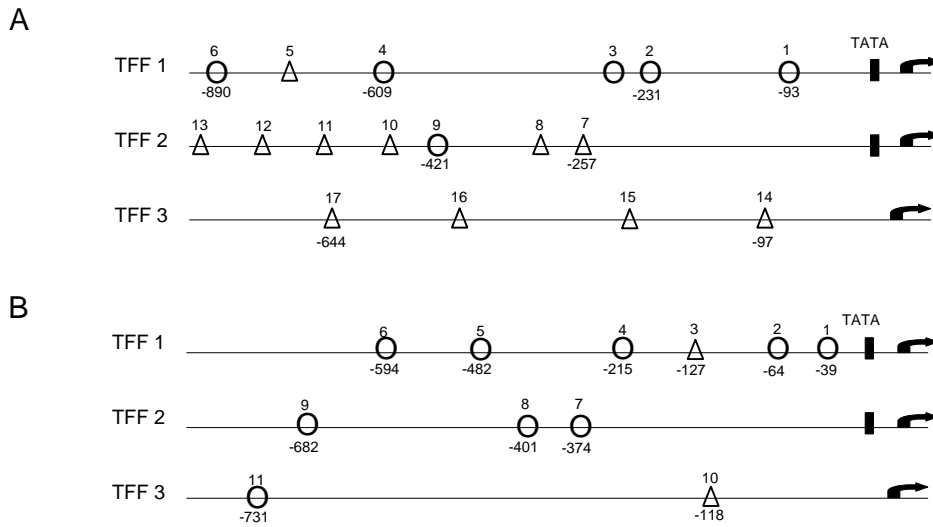 A
TATA
6 5 4 3 2 1
TFF 1
-890 -609 -231 -93
13 12 11 10 9 8 7
TFF 2
-421 -257
17 16 15 14
TFF 3
-644 -97
B
TATA
6 5 4 3 2 1
TFF 1
-594 -482 -215 -127 -64 -39
9 8 7
TFF 2
-682 -401 -374
11 10
TFF 3
-731 -118